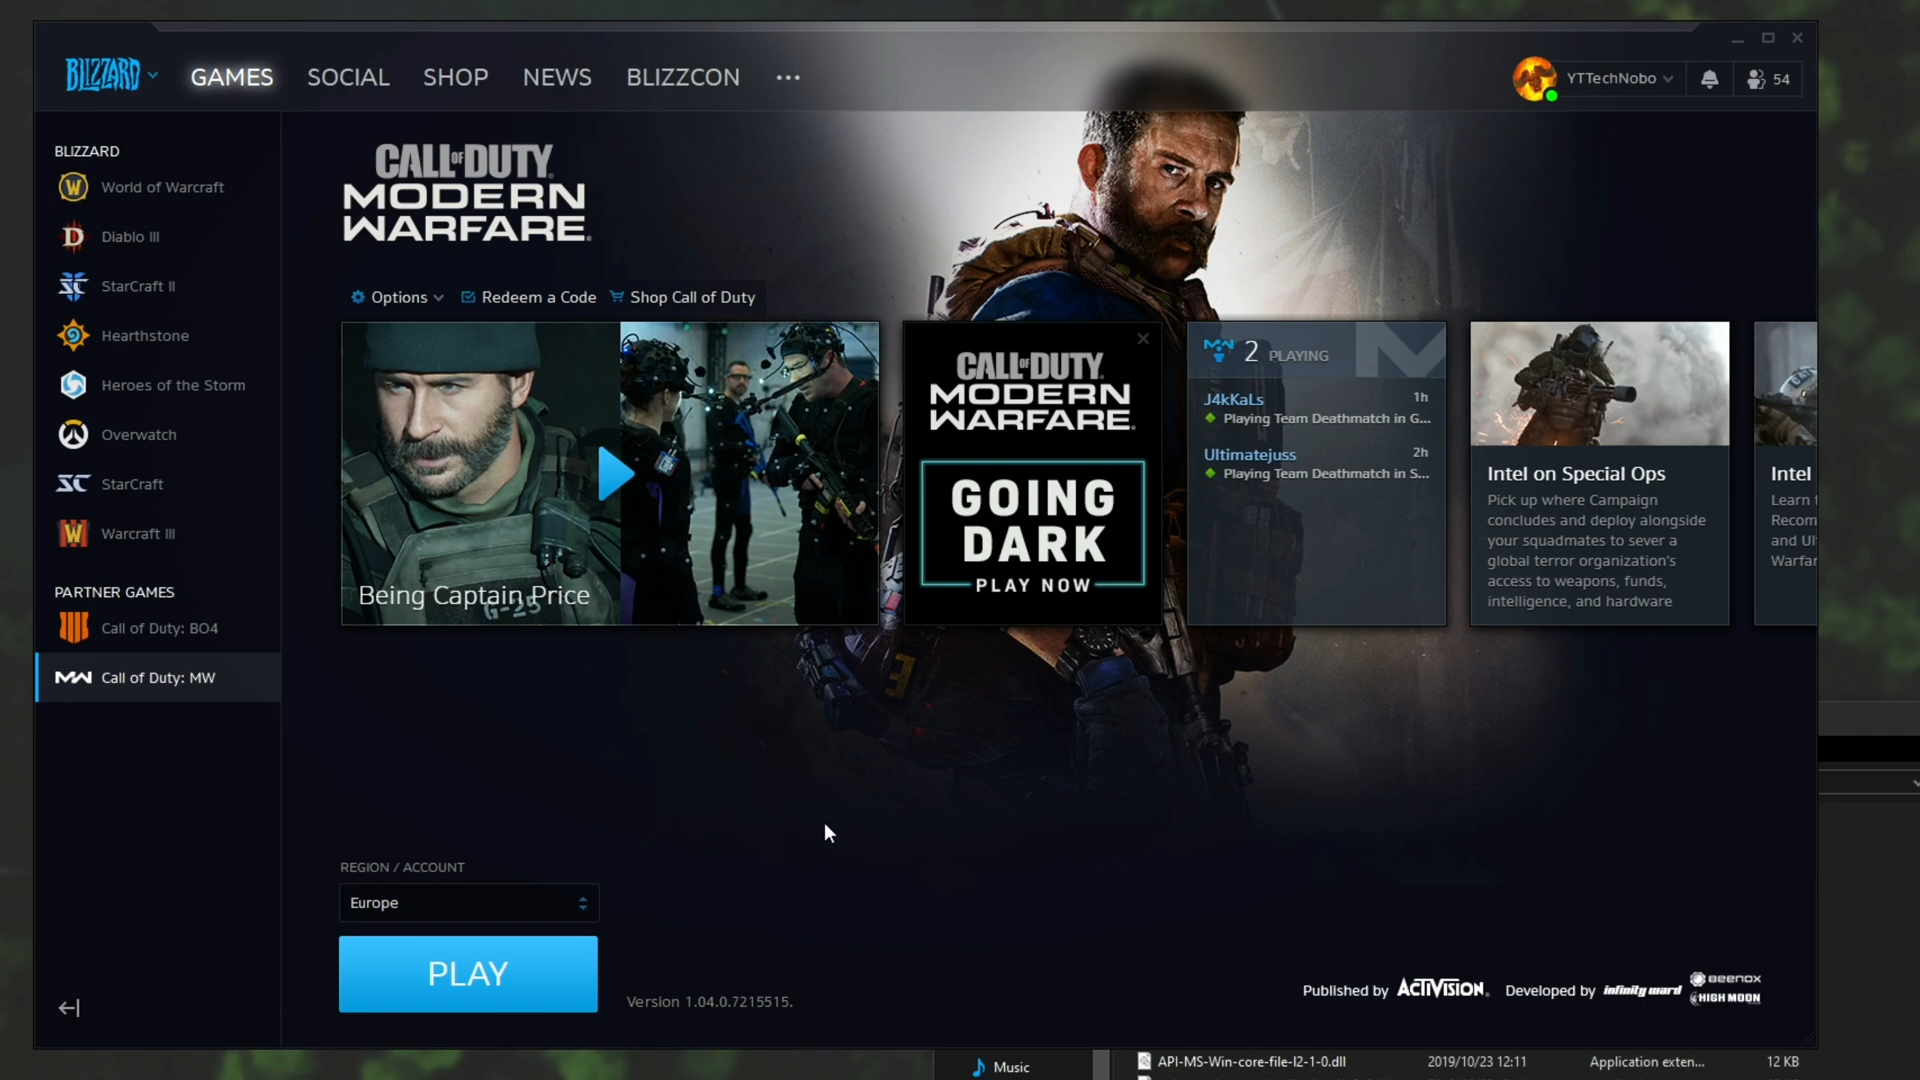 BLIZZARD
GAMES
SOCIAL
SHOP
NEWS
BLIZZCON
YTTechNobo
54
BLIZZARD
World of Warcraft
Diablo III
StarCraft II
Hearthstone
Heroes of the Storm
Overwatch
StarCraft
Warcraft III
PARTNER GAMES
Call of Duty: BO4
Call of Duty: MW
CALL OF DUTY
MODERN
WARFARE.
Options
Redeem a Code
Shop Call of Duty
G-25
Being Captain Price
CALL OF DUTY
MODERN
WARFARE.
GOING
DARK
PLAY NOW
2 PLAYING
J4kKaLs 1h
Playing Team Deathmatch in G...
Ultimatejuss 2h
Playing Team Deathmatch in S...
Intel on Special Ops
Pick up where Campaign
concludes and deploy alongside
your squadmates to sever a
global terror organization's
access to weapons, funds,
intelligence, and hardware
Intel
Learn
Recom
and Ul
Warfar
REGION / ACCOUNT
Europe
PLAY
Version 1.04.0.7215515.
Published by ACTIVISION.
Developed by infinity ward
BEENOX
HIGH MOON
Music
API-MS-Win-core-file-l2-1-0.dll 2019/10/23 12:11 Application exten... 12 KB